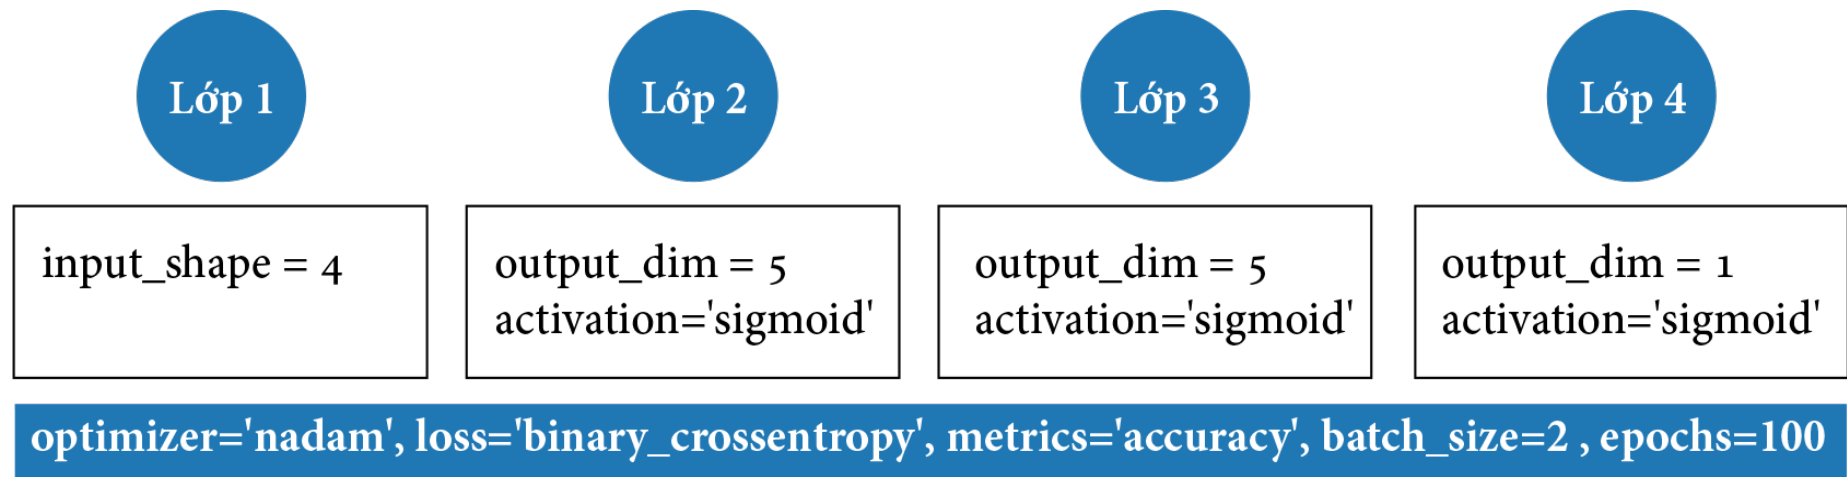 Lớp 1
Lớp 2
Lớp 3
Lớp 4
input_shape = 4
output_dim = 5
activation='sigmoid'
output_dim = 5
activation='sigmoid'
output_dim = 1
activation='sigmoid'
optimizer='nadam', loss='binary_crossentropy', metrics='accuracy', batch_size=2 , epochs=100